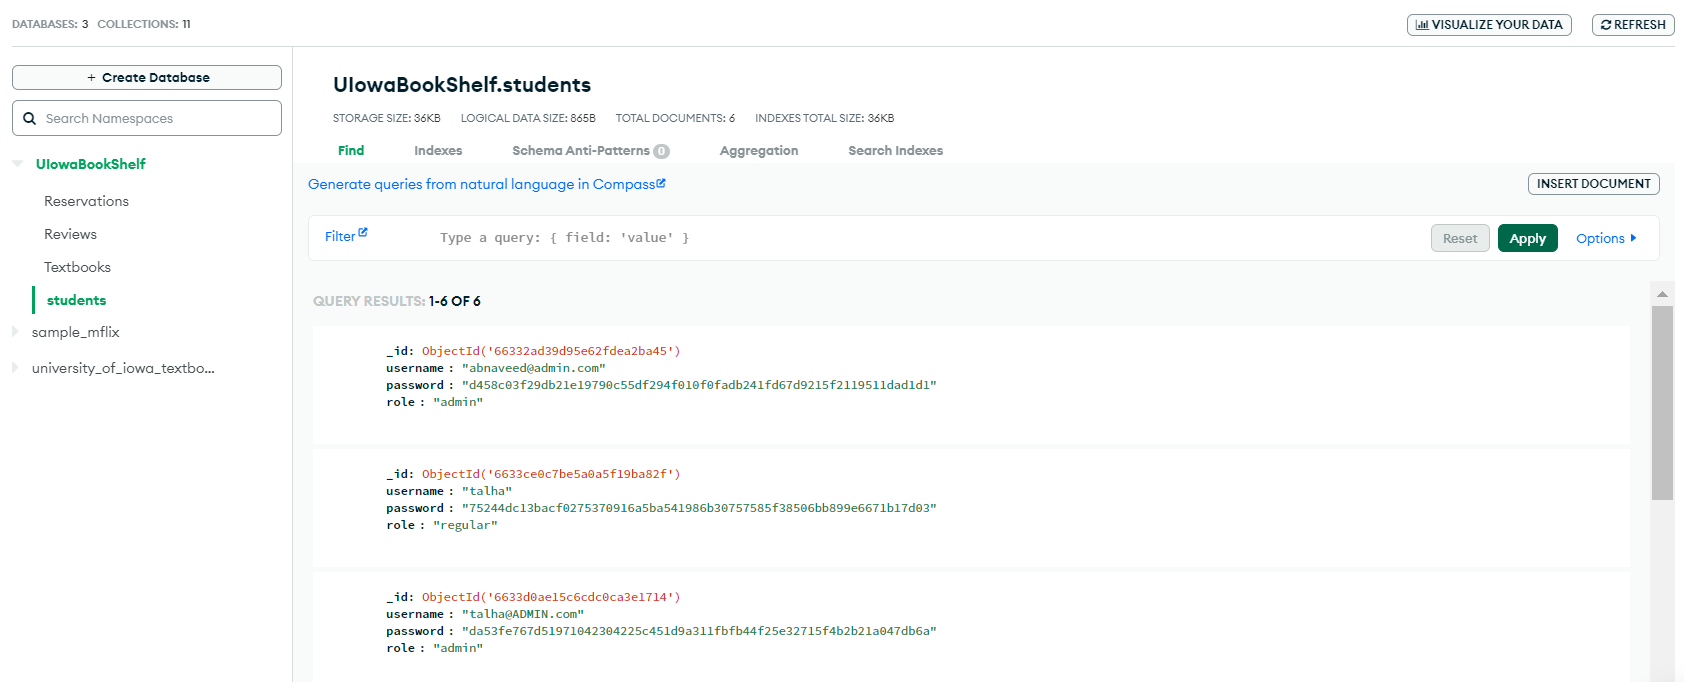 DATABASES: 3 COLLECTIONS: 11
VISUALIZE YOUR DATA
REFRESH
+ Create Database
Search Namespaces
UIowaBookShelf
Reservations
Reviews
Textbooks
students
sample_mflix
university_of_iowa_textbo...
UIowaBookShelf.students
STORAGE SIZE: 36KB LOGICAL DATA SIZE: 865B TOTAL DOCUMENTS: 6 INDEXES TOTAL SIZE: 36KB
Find Indexes Schema Anti-Patterns 0 Aggregation Search Indexes
Generate queries from natural language in Compass
INSERT DOCUMENT
Filter Type a query: { field: 'value' } Reset Apply Options
QUERY RESULTS: 1-6 OF 6
_id: ObjectId('66332ad39d95e62fdea2ba45')
username : "abnaveed@admin.com"
password : "d458c03f29db21e19790c55df294f010f0fadb241fd67d9215f2119511dad1d1"
role : "admin"
_id: ObjectId('6633ce0c7be5a0a5f19ba82f')
username : "talha"
password : "75244dc13bacf0275370916a5ba541986b30757585f38506bb899e6671b17d03"
role : "regular"
_id: ObjectId('6633d0ae15c6cdc0ca3e1714')
username : "talha@ADMIN.com"
password : "da53fe767d51971042304225c451d9a311fbfb44f25e32715f4b2b21a047db6a"
role : "admin"